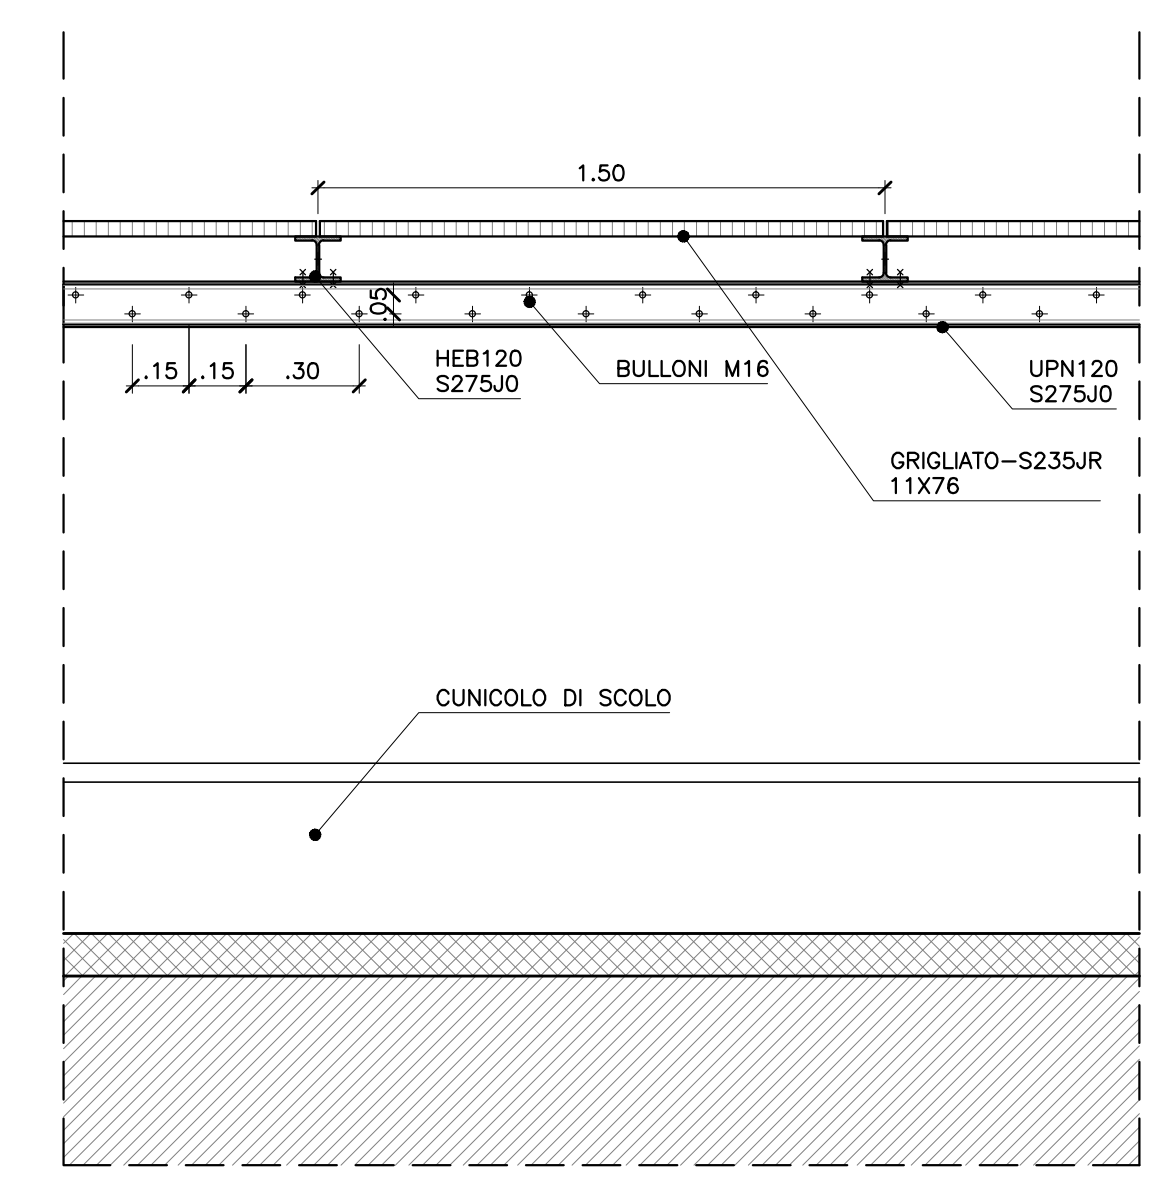 1.50
.05
.15
.15
.30
HEB120
S275J0
BULLONI M16
UPN120
S275J0
GRIGLIATO-S235JR
11X76
CUNICOLO DI SCOLO